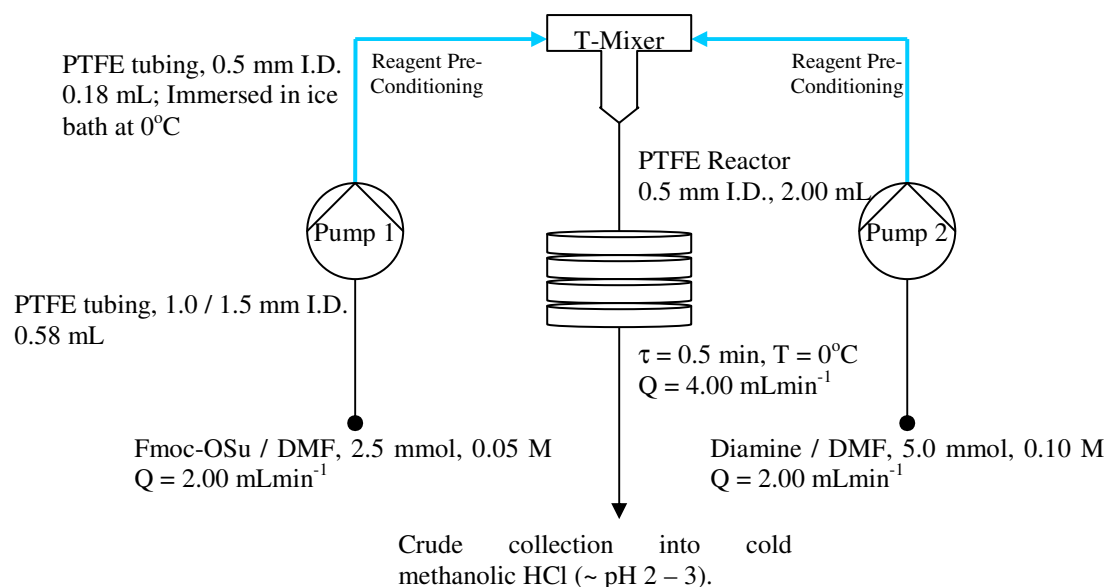 T-Mixer
PTFE tubing, 0.5 mm I.D.
0.18 mL; Immersed in ice
bath at 0°C
Reagent Pre-
Conditioning
Reagent Pre-
Conditioning
PTFE Reactor
0.5 mm I.D., 2.00 mL
Pump 1
Pump 2
PTFE tubing, 1.0 / 1.5 mm I.D.
0.58 mL
τ = 0.5 min, T = 0°C
Q = 4.00 mLmin⁻¹
Fmoc-OSu / DMF, 2.5 mmol, 0.05 M
Q = 2.00 mLmin⁻¹
Diamine / DMF, 5.0 mmol, 0.10 M
Q = 2.00 mLmin⁻¹
Crude collection into cold
methanolic HCl (~ pH 2 – 3).